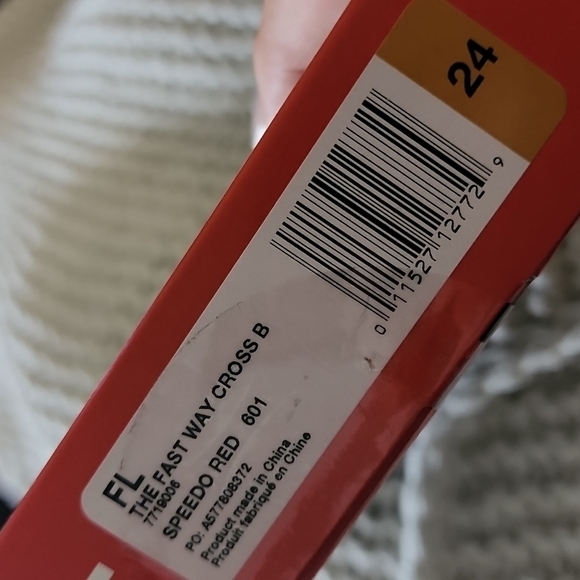 24
0 11527 12772 9
FL
THE FAST WAY CROSS B
7716006
SPEEDO RED 601
PO: A577608372
Product made in China
Produit fabriqué en Chine